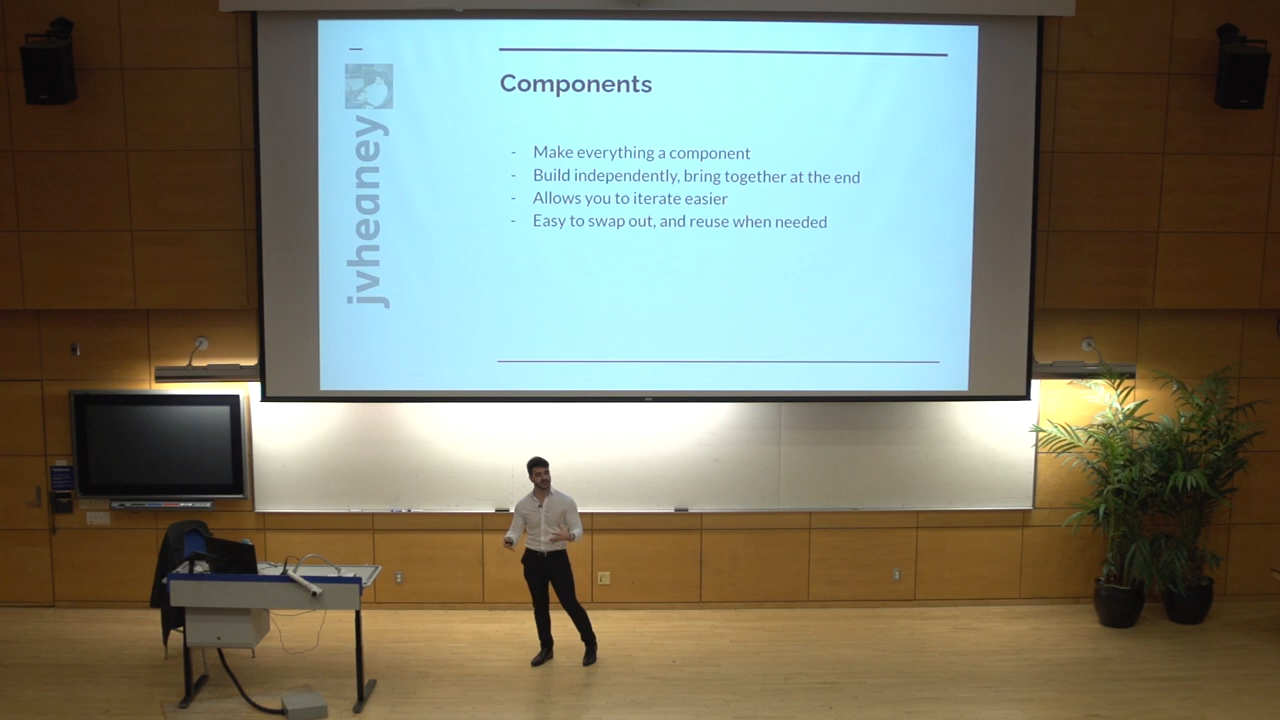 jvheaney
Components
- Make everything a component
- Build independently, bring together at the end
- Allows you to iterate easier
- Easy to swap out, and reuse when needed